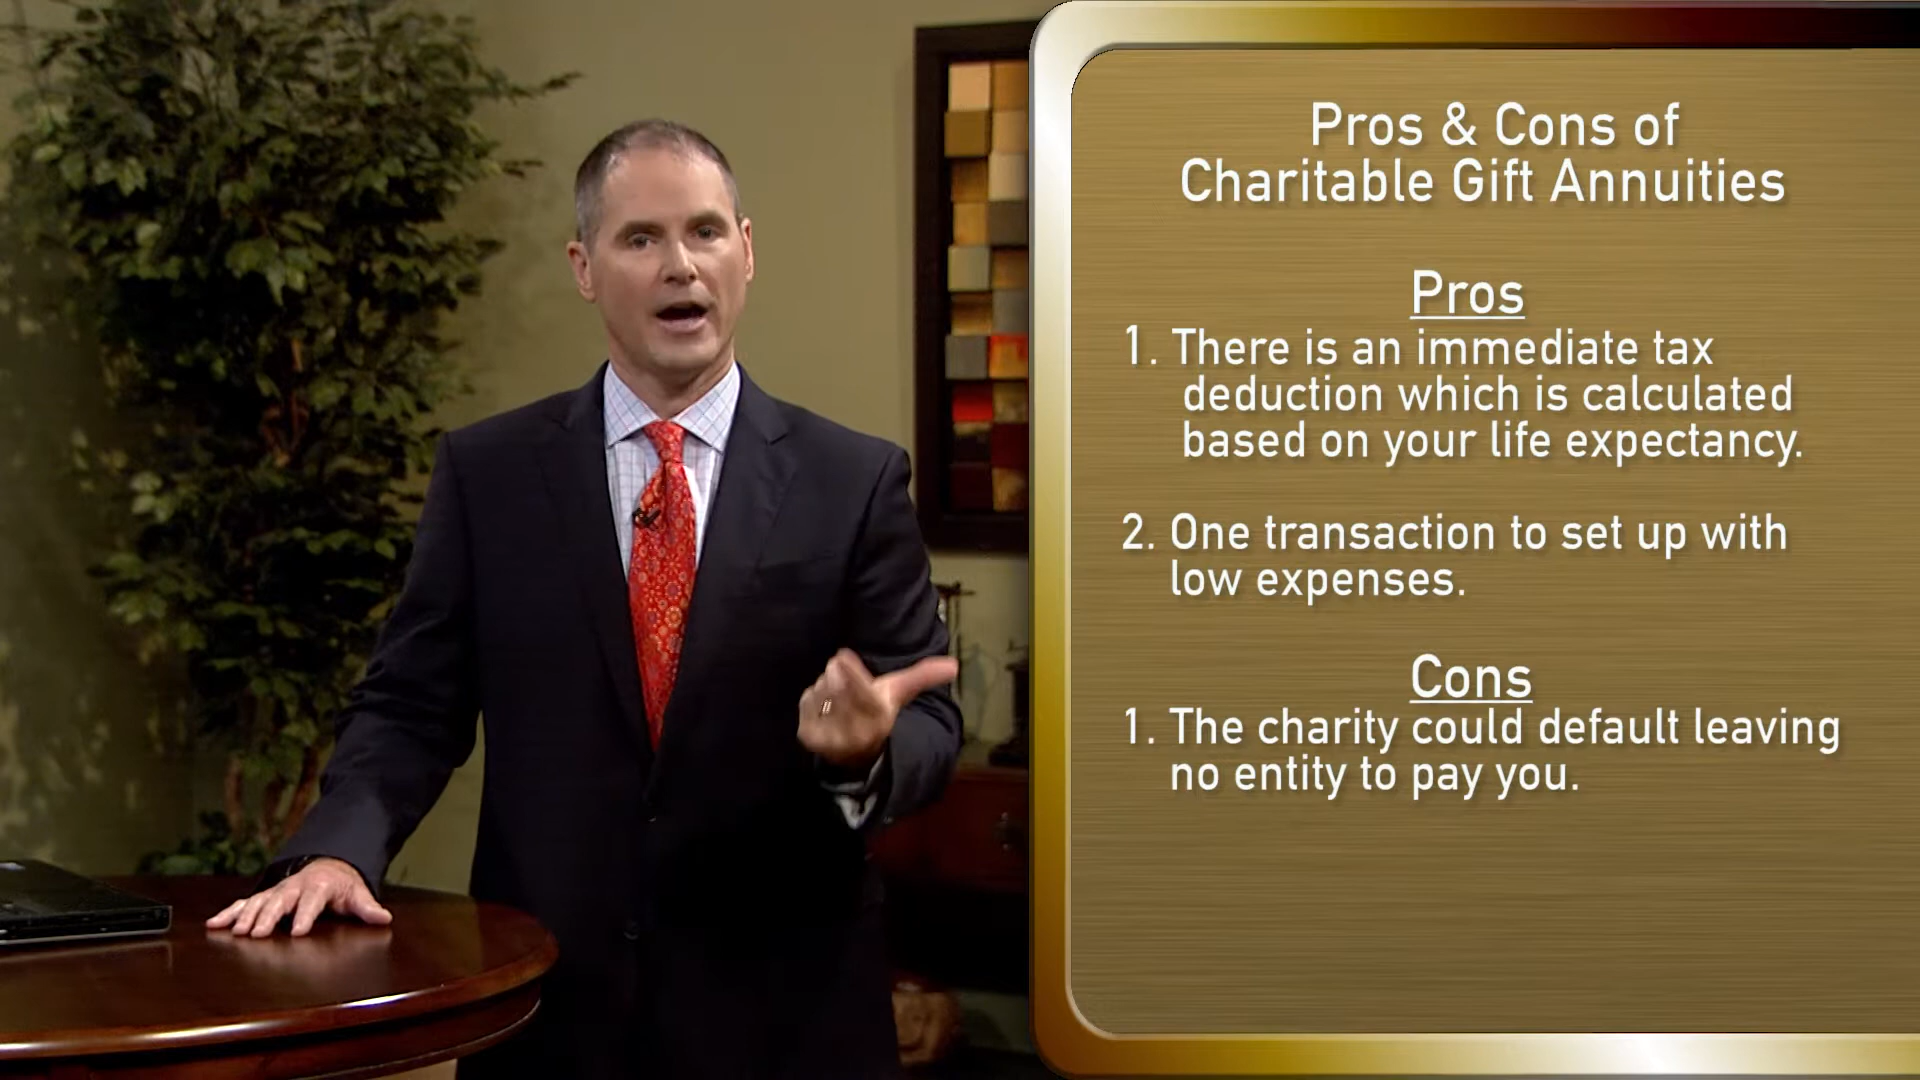 Pros & Cons of
Charitable Gift Annuities
Pros
1. There is an immediate tax
deduction which is calculated
based on your life expectancy.
2. One transaction to set up with
low expenses.
Cons
1. The charity could default leaving
no entity to pay you.